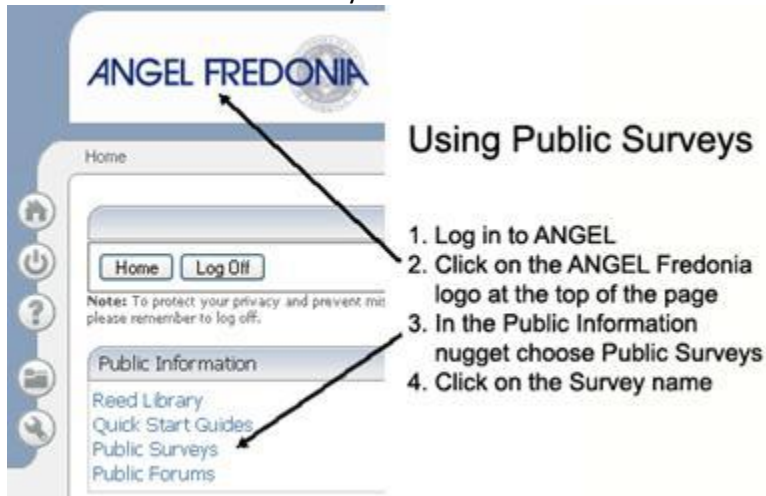 ANGEL FREDONIA
Home
Home Log Off
Note: To protect your privacy and prevent
please remember to log off.
Public Information
Reed Library
Quick Start Guides
Public Surveys
Public Forums
Using Public Surveys
1. Log in to ANGEL
2. Click on the ANGEL Fredonia
logo at the top of the page
3. In the Public Information
nugget choose Public Surveys
4. Click on the Survey name